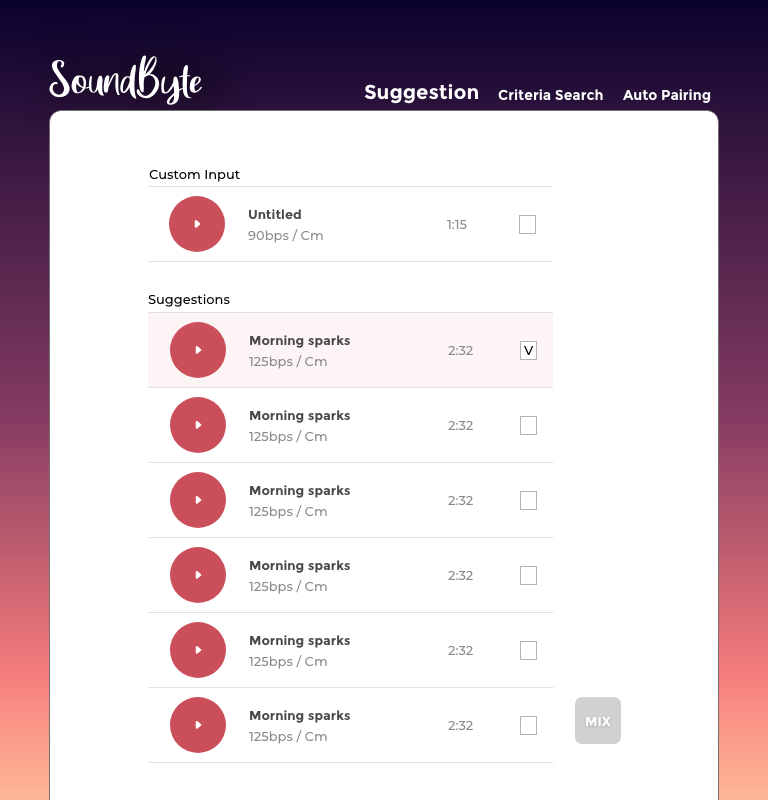 SoundByte
Suggestion Criteria Search Auto Pairing
Custom Input
Untitled
90bps / Cm
1:15
Suggestions
Morning sparks
125bps / Cm
2:32
V
Morning sparks
125bps / Cm
2:32
Morning sparks
125bps / Cm
2:32
Morning sparks
125bps / Cm
2:32
Morning sparks
125bps / Cm
2:32
Morning sparks
125bps / Cm
2:32
MIX